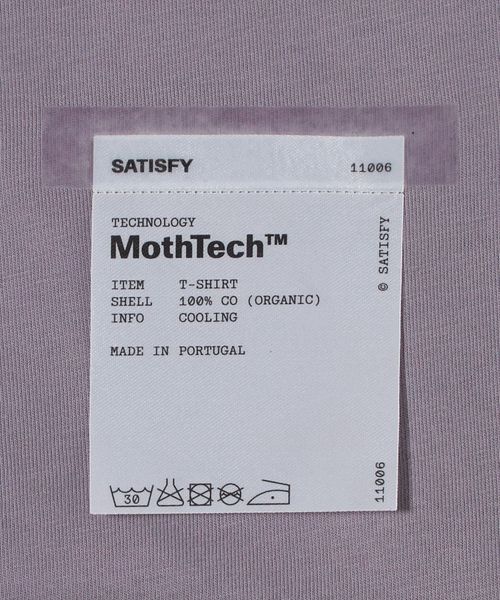 SATISFY 11006
TECHNOLOGY
MothTech™
ITEM T-SHIRT
SHELL 100% CO (ORGANIC)
INFO COOLING
MADE IN PORTUGAL
30
© SATISFY
11006